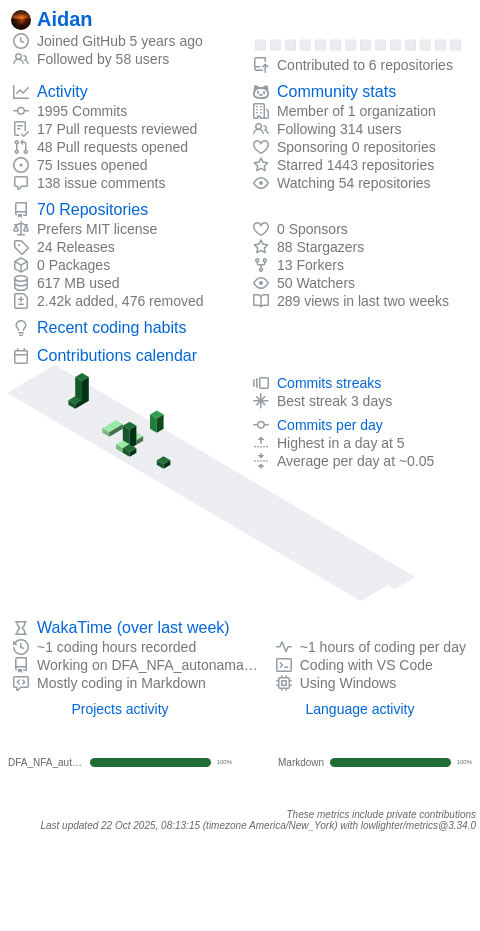 Aidan
Joined GitHub 5 years ago
Followed by 58 users
Contributed to 6 repositories
Activity
1995 Commits
17 Pull requests reviewed
48 Pull requests opened
75 Issues opened
138 issue comments
Community stats
Member of 1 organization
Following 314 users
Sponsoring 0 repositories
Starred 1443 repositories
Watching 54 repositories
70 Repositories
Prefers MIT license
24 Releases
0 Packages
617 MB used
2.42k added, 476 removed
0 Sponsors
88 Stargazers
13 Forkers
50 Watchers
289 views in last two weeks
Recent coding habits
Contributions calendar
Commits streaks
Best streak 3 days
Commits per day
Highest in a day at 5
Average per day at ~0.05
WakaTime (over last week)
~1 coding hours recorded
Working on DFA_NFA_autonama…
Mostly coding in Markdown
~1 hours of coding per day
Coding with VS Code
Using Windows
Projects activity
DFA_NFA_aut… 100%
Language activity
Markdown 100%
These metrics include private contributions
Last updated 22 Oct 2025, 08:13:15 (timezone America/New_York) with lowlighter/metrics@3.34.0